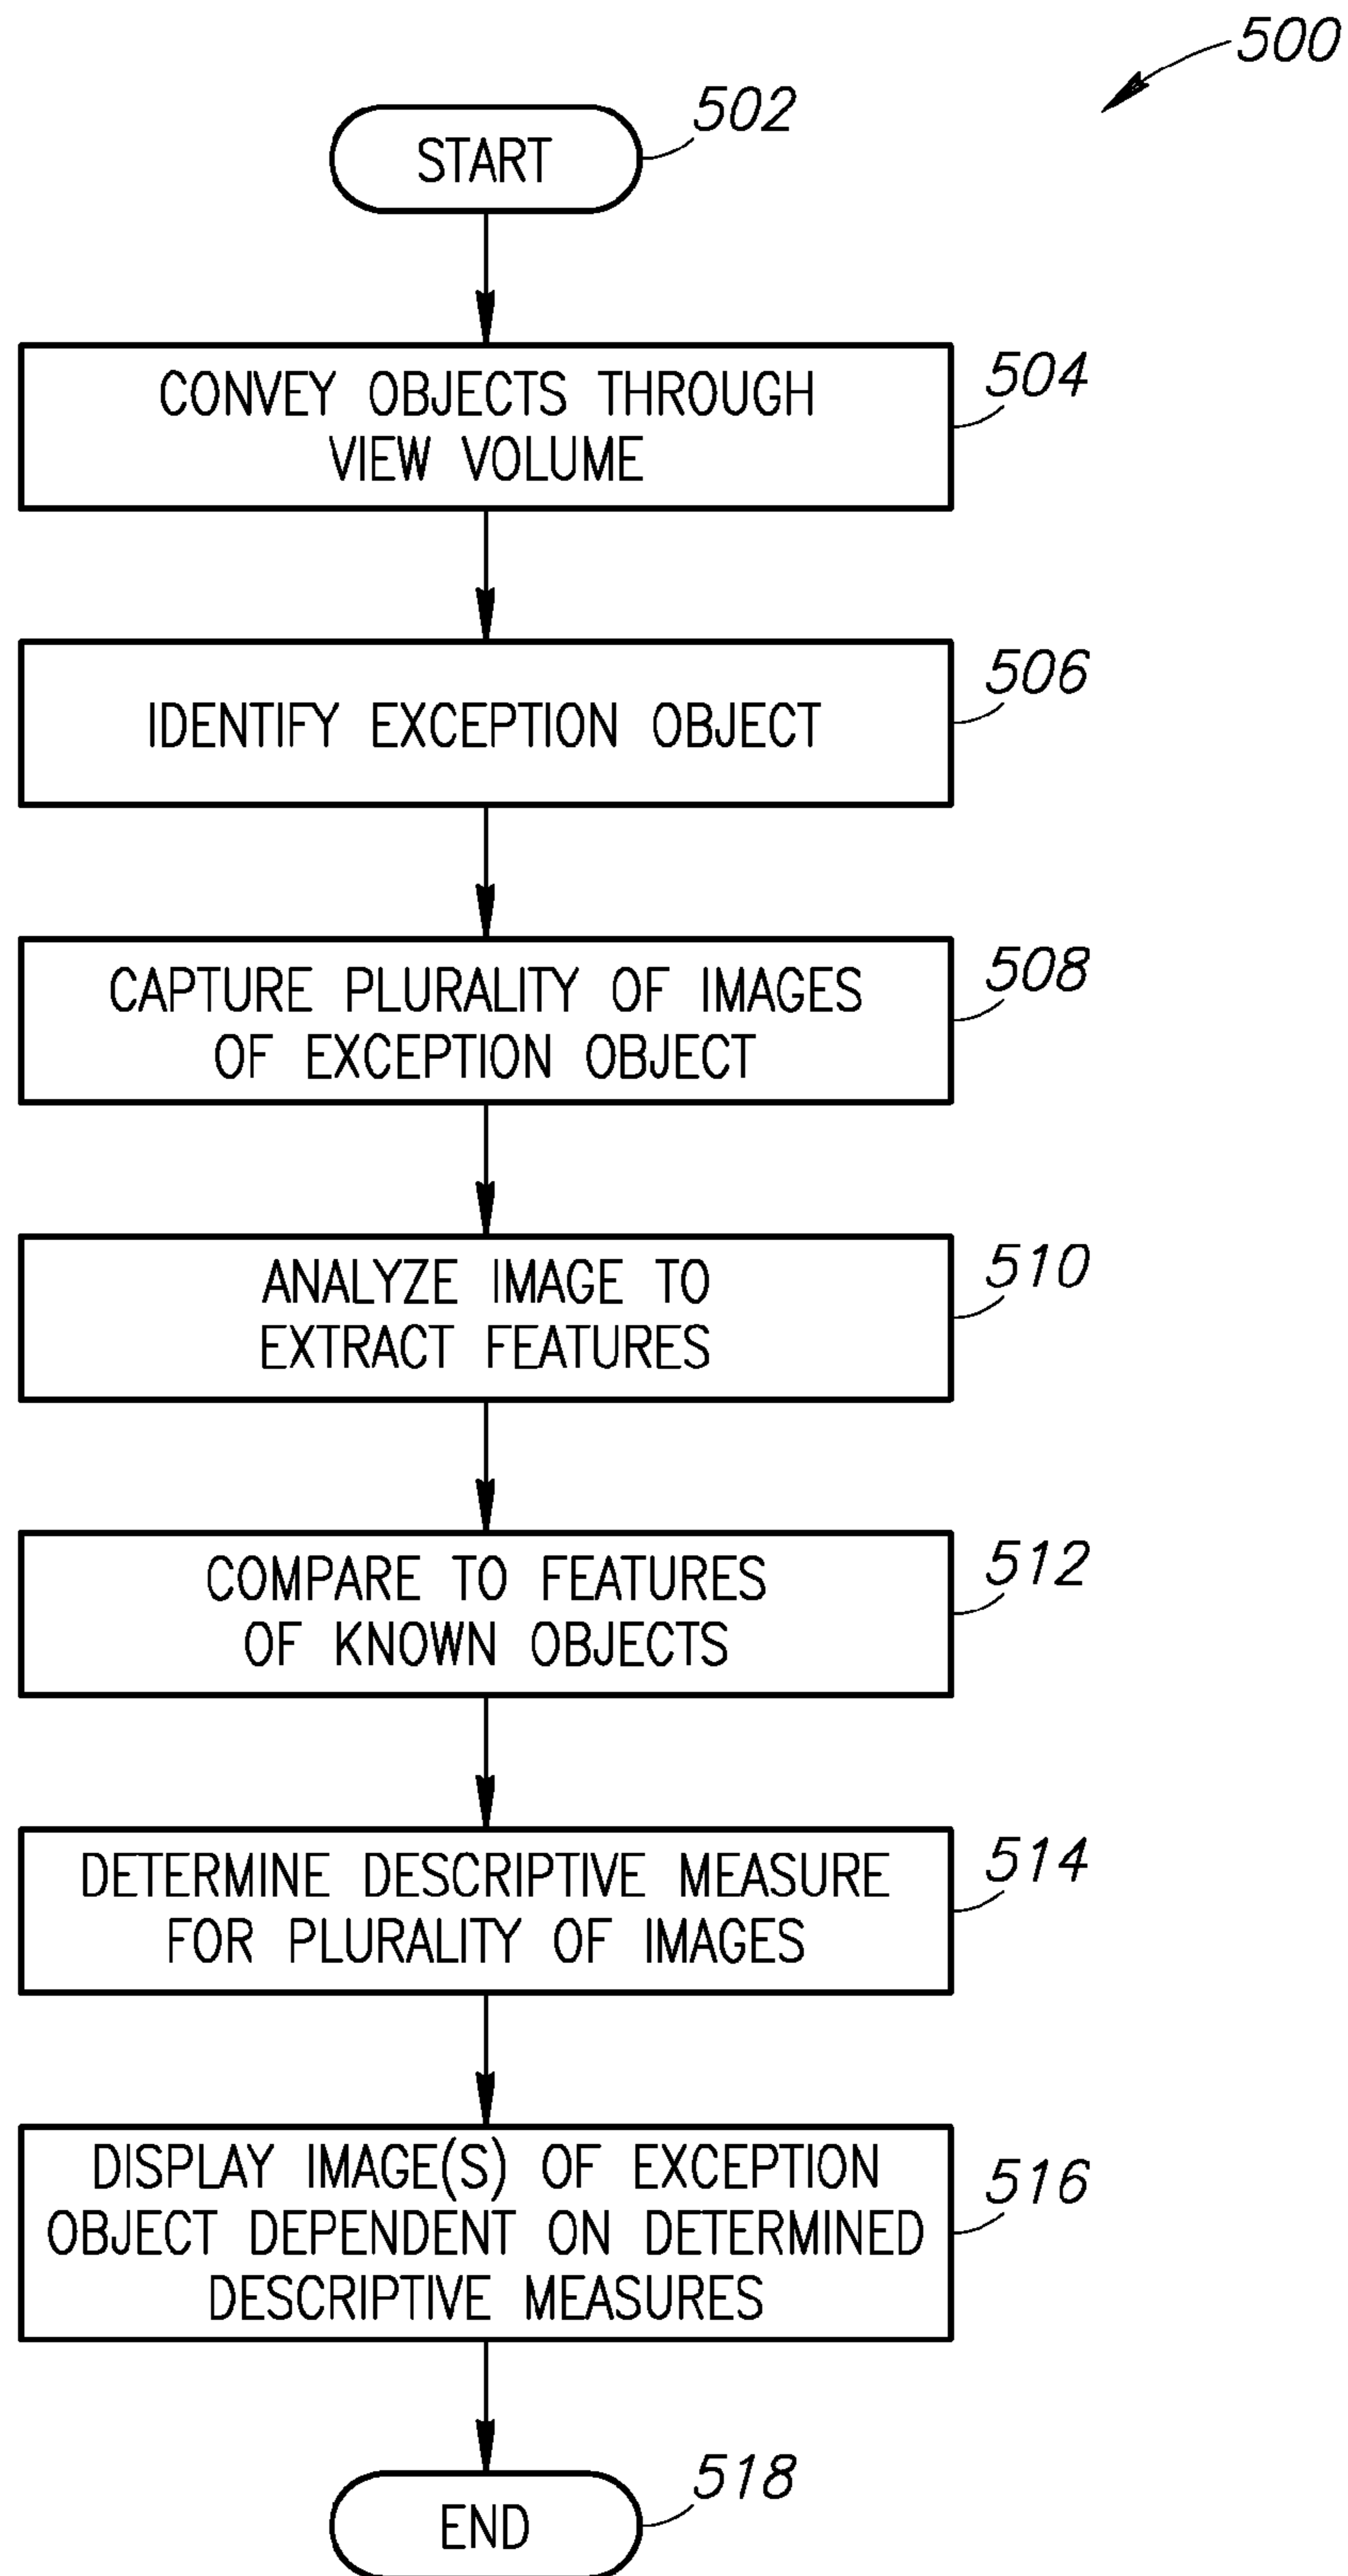 500
502
START
504
CONVEY OBJECTS THROUGH
VIEW VOLUME
506
IDENTIFY EXCEPTION OBJECT
508
CAPTURE PLURALITY OF IMAGES
OF EXCEPTION OBJECT
510
ANALYZE IMAGE TO
EXTRACT FEATURES
512
COMPARE TO FEATURES
OF KNOWN OBJECTS
514
DETERMINE DESCRIPTIVE MEASURE
FOR PLURALITY OF IMAGES
516
DISPLAY IMAGE(S) OF EXCEPTION
OBJECT DEPENDENT ON DETERMINED
DESCRIPTIVE MEASURES
518
END